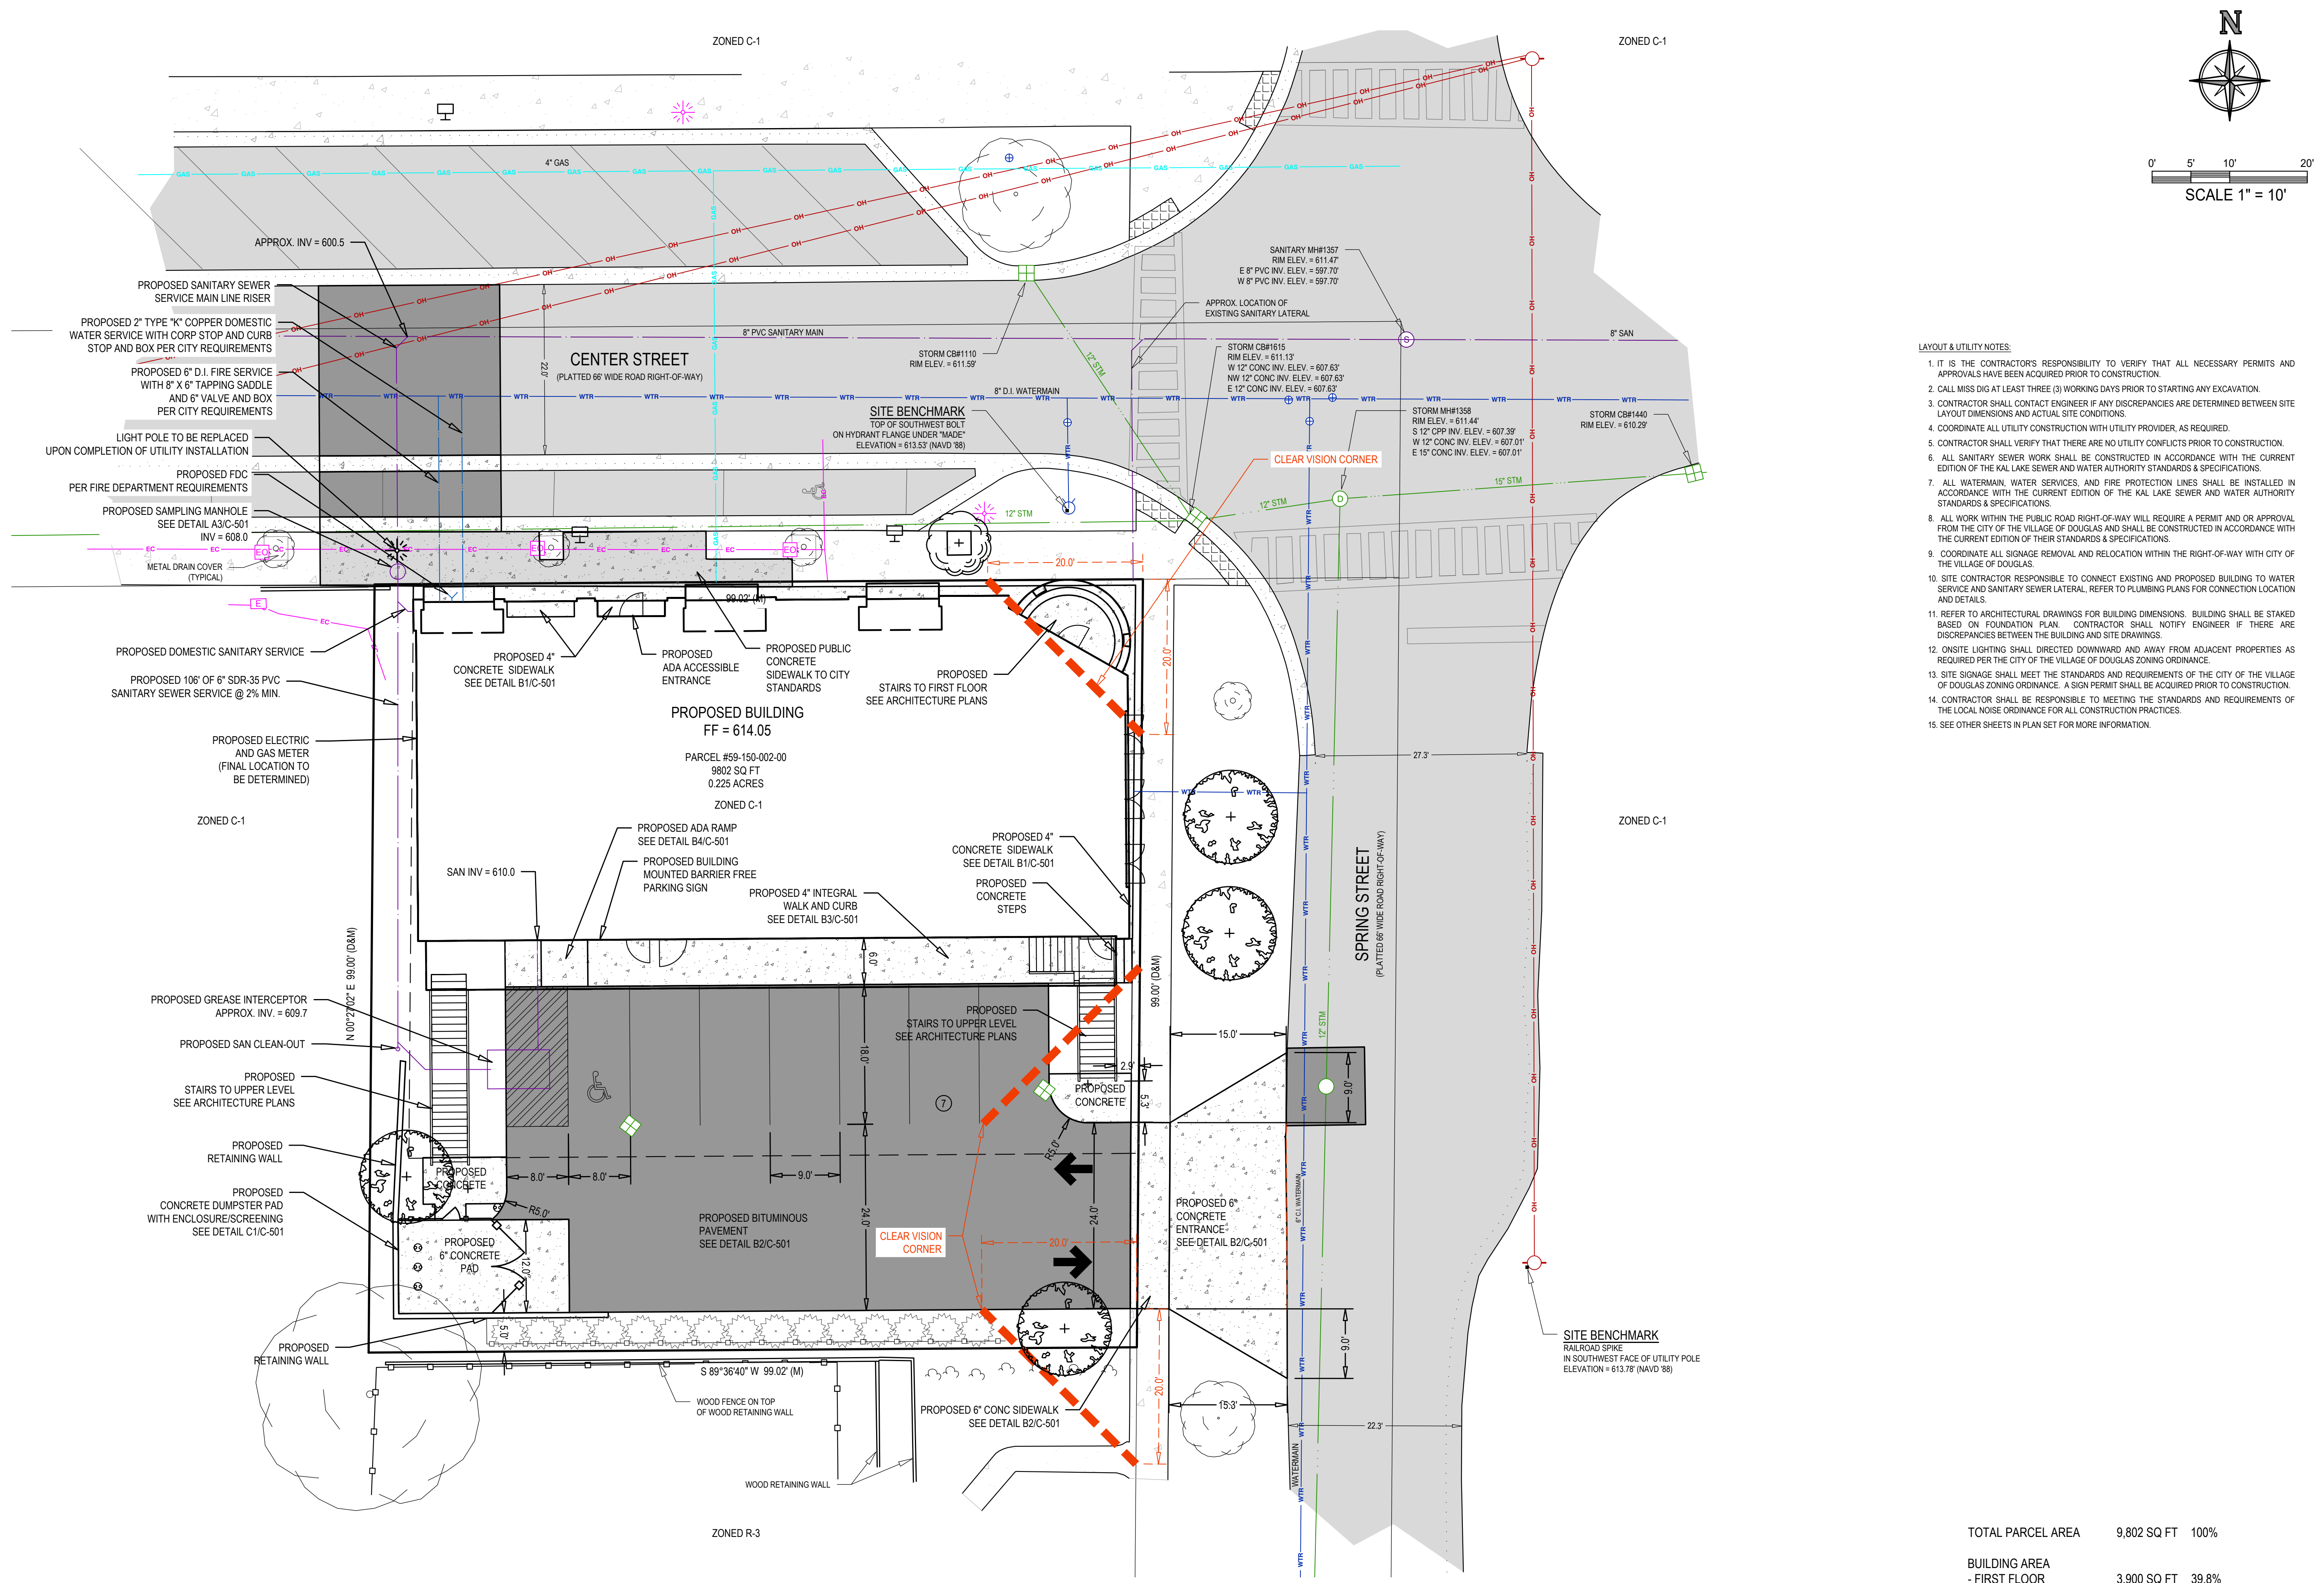 ZONED C-1
ZONED C-1
N
0' 5' 10' 20'
SCALE 1" = 10'
4" GAS
APPROX. INV = 600.5
PROPOSED SANITARY SEWER
SERVICE MAIN LINE RISER
PROPOSED 2" TYPE "K" COPPER DOMESTIC
WATER SERVICE WITH CORP STOP AND CURB
STOP AND BOX PER CITY REQUIREMENTS
PROPOSED 6" D.I. FIRE SERVICE
WITH 8" X 6" TAPPING SADDLE
AND 6" VALVE AND BOX
PER CITY REQUIREMENTS
LIGHT POLE TO BE REPLACED
UPON COMPLETION OF UTILITY INSTALLATION
PROPOSED FDC
PER FIRE DEPARTMENT REQUIREMENTS
PROPOSED SAMPLING MANHOLE
SEE DETAIL A3/C-501
INV = 608.0
METAL DRAIN COVER
(TYPICAL)
22.0'
CENTER STREET
(PLATTED 66' WIDE ROAD RIGHT-OF-WAY)
8" PVC SANITARY MAIN
STORM CB#1110
RIM ELEV. = 611.59'
8" D.I. WATERMAIN
SITE BENCHMARK
TOP OF SOUTHWEST BOLT
ON HYDRANT FLANGE UNDER "MADE"
ELEVATION = 613.53' (NAVD '88)
12" STM
12" STM
12" STM
15" STM
SANITARY MH#1357
RIM ELEV. = 611.47'
E 8" PVC INV. ELEV. = 597.70'
W 8" PVC INV. ELEV. = 597.70'
APPROX. LOCATION OF
EXISTING SANITARY LATERAL
S
8" SAN
STORM CB#1615
RIM ELEV. = 611.13'
W 12" CONC INV. ELEV. = 607.63'
NW 12" CONC INV. ELEV. = 607.63'
E 12" CONC INV. ELEV. = 607.63'
STORM MH#1358
RIM ELEV. = 611.44'
S 12" CPP INV. ELEV. = 607.39'
W 12" CONC INV. ELEV. = 607.01'
E 15" CONC INV. ELEV. = 607.01'
STORM CB#1440
RIM ELEV. = 610.29'
CLEAR VISION CORNER
D
20.0'
20.0'
LAYOUT & UTILITY NOTES:
1. IT IS THE CONTRACTOR'S RESPONSIBILITY TO VERIFY THAT ALL NECESSARY PERMITS AND
APPROVALS HAVE BEEN ACQUIRED PRIOR TO CONSTRUCTION.
2. CALL MISS DIG AT LEAST THREE (3) WORKING DAYS PRIOR TO STARTING ANY EXCAVATION.
3. CONTRACTOR SHALL CONTACT ENGINEER IF ANY DISCREPANCIES ARE DETERMINED BETWEEN SITE
LAYOUT DIMENSIONS AND ACTUAL SITE CONDITIONS.
4. COORDINATE ALL UTILITY CONSTRUCTION WITH UTILITY PROVIDER, AS REQUIRED.
5. CONTRACTOR SHALL VERIFY THAT THERE ARE NO UTILITY CONFLICTS PRIOR TO CONSTRUCTION.
6. ALL SANITARY SEWER WORK SHALL BE CONSTRUCTED IN ACCORDANCE WITH THE CURRENT
EDITION OF THE KAL LAKE SEWER AND WATER AUTHORITY STANDARDS & SPECIFICATIONS.
7. ALL WATERMAIN, WATER SERVICES, AND FIRE PROTECTION LINES SHALL BE INSTALLED IN
ACCORDANCE WITH THE CURRENT EDITION OF THE KAL LAKE SEWER AND WATER AUTHORITY
STANDARDS & SPECIFICATIONS.
8. ALL WORK WITHIN THE PUBLIC ROAD RIGHT-OF-WAY WILL REQUIRE A PERMIT AND OR APPROVAL
FROM THE CITY OF THE VILLAGE OF DOUGLAS AND SHALL BE CONSTRUCTED IN ACCORDANCE WITH
THE CURRENT EDITION OF THEIR STANDARDS & SPECIFICATIONS.
9. COORDINATE ALL SIGNAGE REMOVAL AND RELOCATION WITHIN THE RIGHT-OF-WAY WITH CITY OF
THE VILLAGE OF DOUGLAS.
10. SITE CONTRACTOR RESPONSIBLE TO CONNECT EXISTING AND PROPOSED BUILDING TO WATER
SERVICE AND SANITARY SEWER LATERAL, REFER TO PLUMBING PLANS FOR CONNECTION LOCATION
AND DETAILS.
11. REFER TO ARCHITECTURAL DRAWINGS FOR BUILDING DIMENSIONS. BUILDING SHALL BE STAKED
BASED ON FOUNDATION PLAN. CONTRACTOR SHALL NOTIFY ENGINEER IF THERE ARE
DISCREPANCIES BETWEEN THE BUILDING AND SITE DRAWINGS.
12. ONSITE LIGHTING SHALL DIRECTED DOWNWARD AND AWAY FROM ADJACENT PROPERTIES AS
REQUIRED PER THE CITY OF THE VILLAGE OF DOUGLAS ZONING ORDINANCE.
13. SITE SIGNAGE SHALL MEET THE STANDARDS AND REQUIREMENTS OF THE CITY OF THE VILLAGE
OF DOUGLAS ZONING ORDINANCE. A SIGN PERMIT SHALL BE ACQUIRED PRIOR TO CONSTRUCTION.
14. CONTRACTOR SHALL BE RESPONSIBLE TO MEETING THE STANDARDS AND REQUIREMENTS OF
THE LOCAL NOISE ORDINANCE FOR ALL CONSTRUCTION PRACTICES.
15. SEE OTHER SHEETS IN PLAN SET FOR MORE INFORMATION.
PROPOSED DOMESTIC SANITARY SERVICE
PROPOSED 106' OF 6" SDR-35 PVC
SANITARY SEWER SERVICE @ 2% MIN.
PROPOSED ELECTRIC
AND GAS METER
(FINAL LOCATION TO
BE DETERMINED)
ZONED C-1
99.02' (M)
PROPOSED 4"
CONCRETE SIDEWALK
SEE DETAIL B1/C-501
PROPOSED
ADA ACCESSIBLE
ENTRANCE
PROPOSED PUBLIC
CONCRETE
SIDEWALK TO CITY
STANDARDS
PROPOSED
STAIRS TO FIRST FLOOR
SEE ARCHITECTURE PLANS
PROPOSED BUILDING
FF = 614.05
PARCEL #59-150-002-00
9802 SQ FT
0.225 ACRES
ZONED C-1
PROPOSED ADA RAMP
SEE DETAIL B4/C-501
SAN INV = 610.0
PROPOSED BUILDING
MOUNTED BARRIER FREE
PARKING SIGN
PROPOSED 4" INTEGRAL
WALK AND CURB
SEE DETAIL B3/C-501
PROPOSED 4"
CONCRETE SIDEWALK
SEE DETAIL B1/C-501
PROPOSED
CONCRETE
STEPS
27.3'
ZONED C-1
SPRING STREET
(PLATTED 66' WIDE ROAD RIGHT-OF-WAY)
N 00°27'02" E 99.00' (D&M)
99.00' (D&M)
6.0'
18.0'
PROPOSED GREASE INTERCEPTOR
APPROX. INV. = 609.7
PROPOSED SAN CLEAN-OUT
PROPOSED
STAIRS TO UPPER LEVEL
SEE ARCHITECTURE PLANS
PROPOSED
RETAINING WALL
PROPOSED
CONCRETE DUMPSTER PAD
WITH ENCLOSURE/SCREENING
SEE DETAIL C1/C-501
PROPOSED
RETAINING WALL
PROPOSED
STAIRS TO UPPER LEVEL
SEE ARCHITECTURE PLANS
7
2.9'
PROPOSED
CONCRETE
5.3'
15.0'
12" STM
9.0'
R5.0'
8.0'
8.0'
9.0'
24.0'
24.0'
PROPOSED
CONCRETE
R5.0'
PROPOSED
6" CONCRETE
PAD
12.0'
5.0'
PROPOSED BITUMINOUS
PAVEMENT
SEE DETAIL B2/C-501
CLEAR VISION
CORNER
20.0'
20.0'
PROPOSED 6"
CONCRETE
ENTRANCE
SEE DETAIL B2/C-501
6" C.I. WATERMAIN
9.0'
15.3'
22.3'
WATERMAIN
SITE BENCHMARK
RAILROAD SPIKE
IN SOUTHWEST FACE OF UTILITY POLE
ELEVATION = 613.78' (NAVD '88)
S 89°36'40" W 99.02' (M)
WOOD FENCE ON TOP
OF WOOD RETAINING WALL
PROPOSED 6" CONC SIDEWALK
SEE DETAIL B2/C-501
WOOD RETAINING WALL
ZONED R-3
TOTAL PARCEL AREA 9,802 SQ FT 100%
BUILDING AREA
- FIRST FLOOR 3,900 SQ FT 39.8%